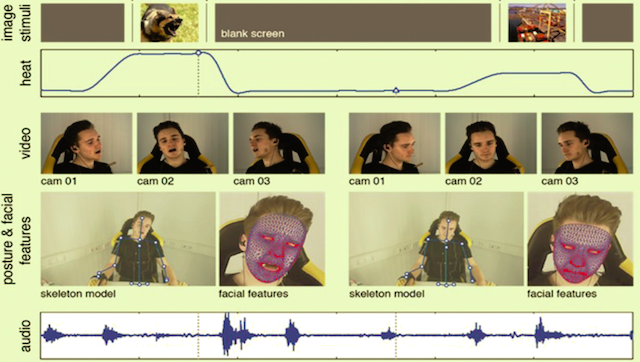 image
stimuli
blank screen
heat
video
cam 01
cam 02
cam 03
cam 01
cam 02
cam 03
posture & facial
features
skeleton model
facial features
skeleton model
facial features
audio